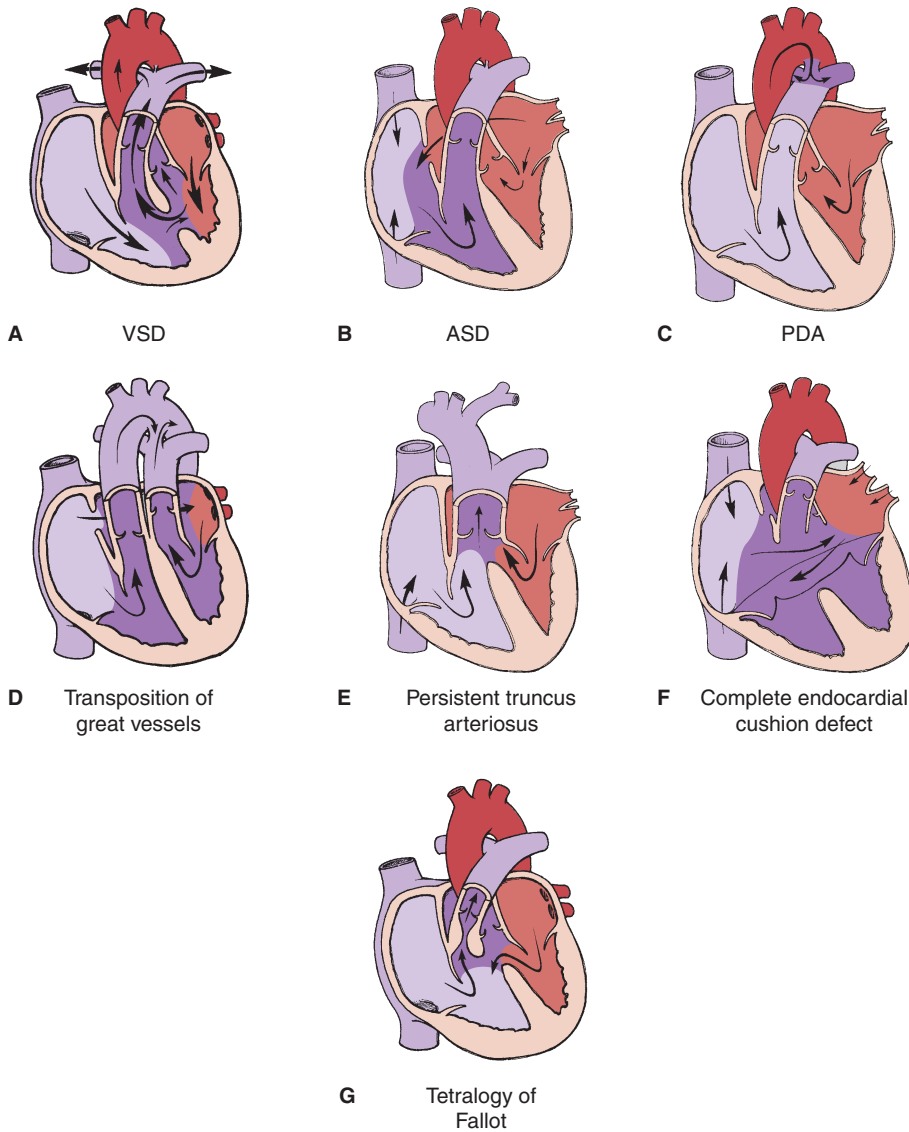 A VSD
B ASD
C PDA
D Transposition of
great vessels
E Persistent truncus
arteriosus
F Complete endocardial
cushion defect
G Tetralogy of
Fallot